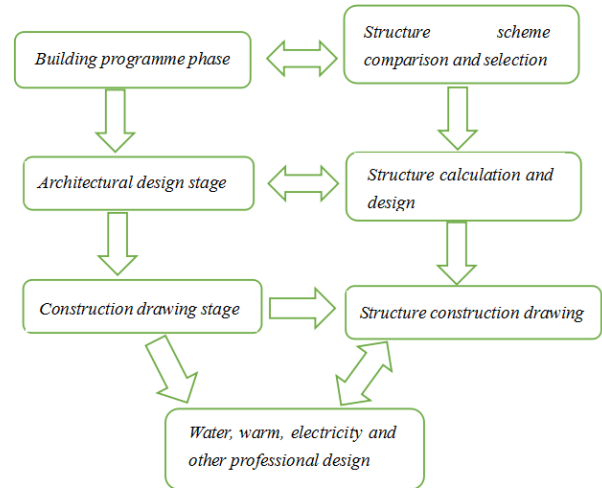 Building programme phase
Structure scheme
comparison and selection
Architectural design stage
Structure calculation and
design
Construction drawing stage
Structure construction drawing
Water, warm, electricity and
other professional design